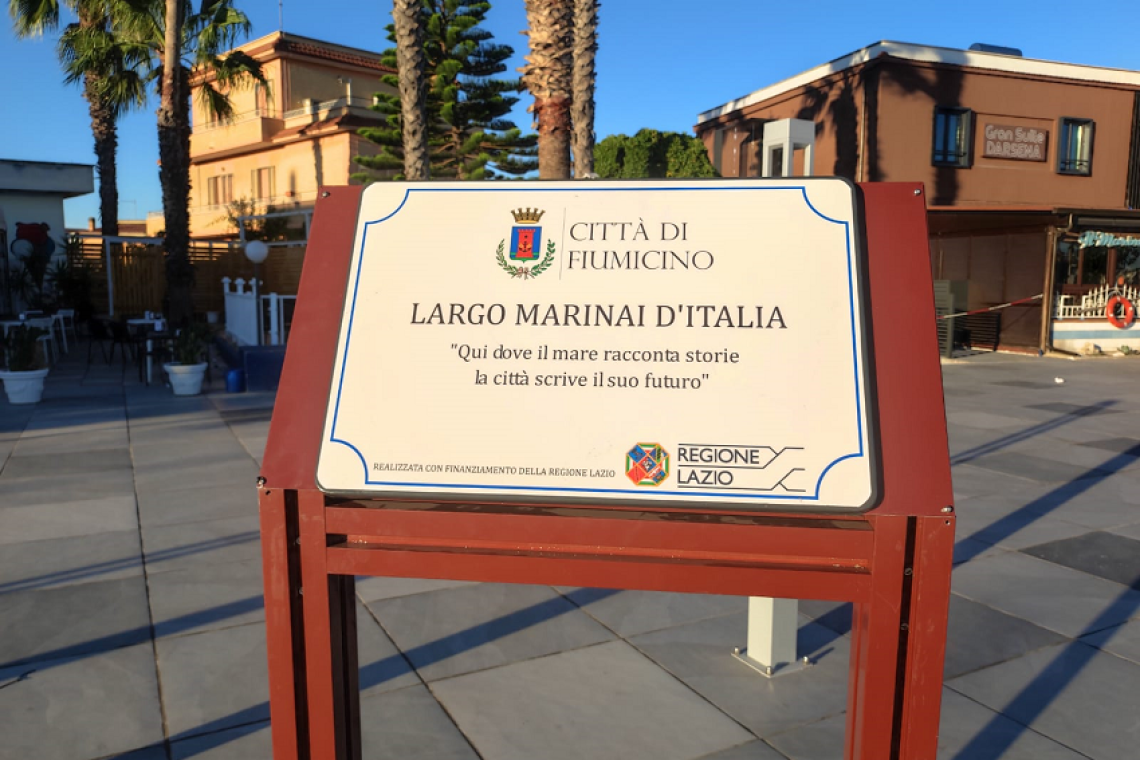 Gran Sulla
DARSENA
CITTÀ DI
FIUMICINO
LARGO MARINAI D'ITALIA
"Qui dove il mare racconta storie
la città scrive il suo futuro"
REALIZZATA CON FINANZIAMENTO DELLA REGIONE LAZIO
REGIONE
LAZIO